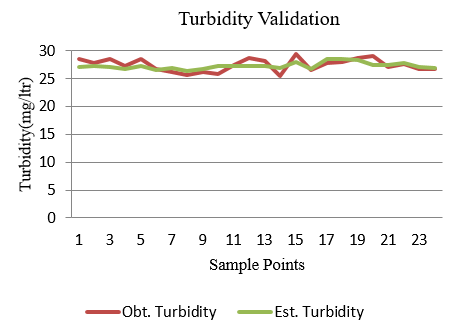 Turbidity Validation
Turbidity(mg/ltr)
30
25
20
15
10
5
0
1 3 5 7 9 11 13 15 17 19 21 23
Sample Points
Obt. Turbidity Est. Turbidity